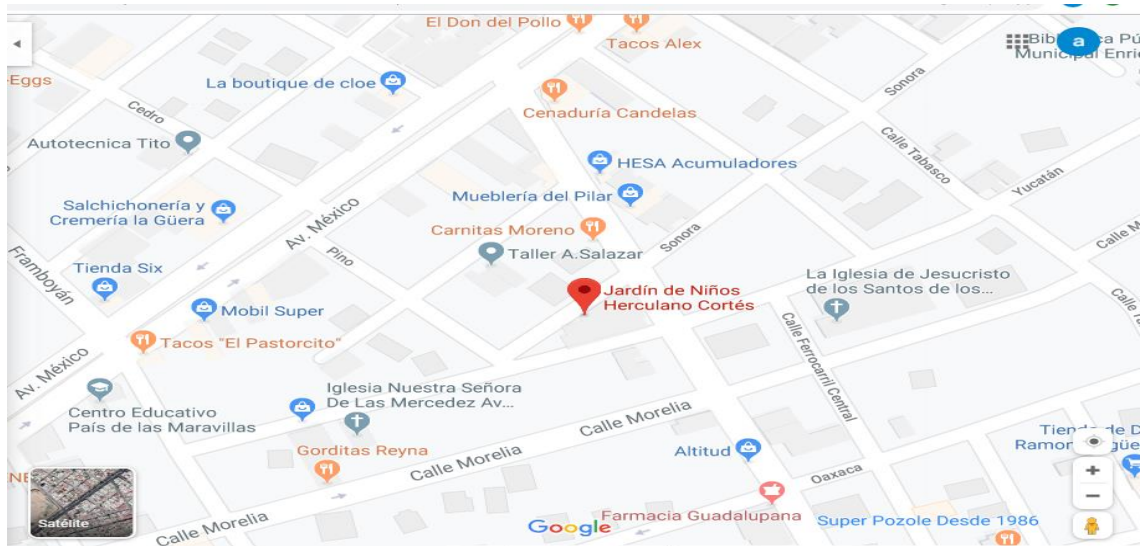 El Don del Pollo
Tacos Alex
a
Municipal Enri
Eggs
La boutique de cloe
Sonora
Cedro
Cenaduría Candelas
Autotecnica Tito
Calle Tabasco
HESA Acumuladores
Yucatán
Mueblería del Pilar
Salchichonería y
Cremería la Güera
Av. México
Carnitas Moreno
Sonora
Calle M
Pino
Taller A.Salazar
Framboyán
Tienda Six
La Iglesia de Jesucristo
de los Santos de los...
Jardín de Niños
Herculano Cortés
Calle
Mobil Super
Calle Ferrocarril Central
Tacos "El Pastorcito"
Av. México
Iglesia Nuestra Señora
De Las Mercedez Av...
Centro Educativo
País de las Maravillas
Calle Morelia
Gorditas Reyna
Altitud
Calle Morelia
Oaxaca
Satélite
Calle Morelia
Google
Farmacia Guadalupana
Super Pozole Desde 1986